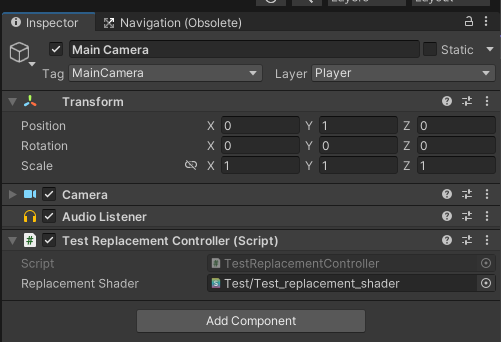 Inspector Navigation (Obsolete)
Main Camera Static
Tag MainCamera Layer Player
Transform
Position X 0 Y 1 Z 0
Rotation X 0 Y 0 Z 0
Scale X 1 Y 1 Z 1
Camera
Audio Listener
# Test Replacement Controller (Script)
Script # TestReplacementController
Replacement Shader S Test/Test_replacement_shader
Add Component